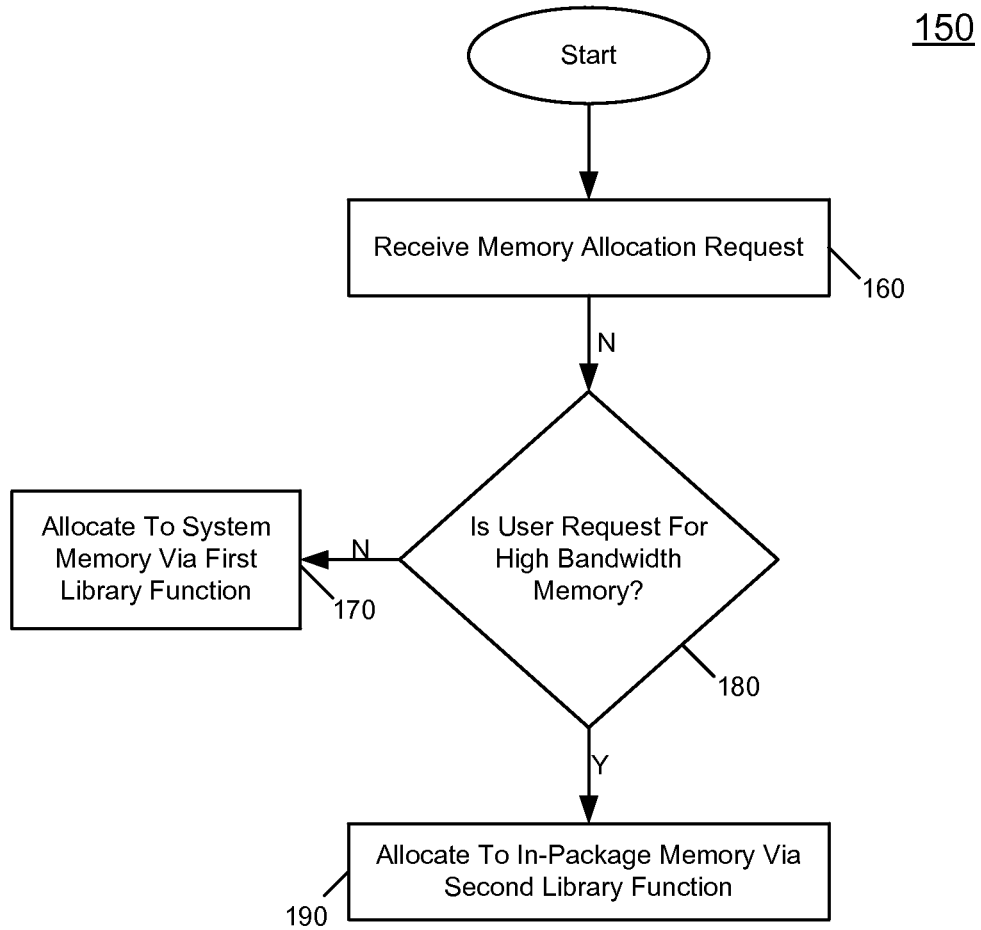 150
Start
Receive Memory Allocation Request
160
N
Is User Request For
High Bandwidth
Memory?
180
N
Allocate To System
Memory Via First
Library Function
170
Y
Allocate To In-Package Memory Via
Second Library Function
190